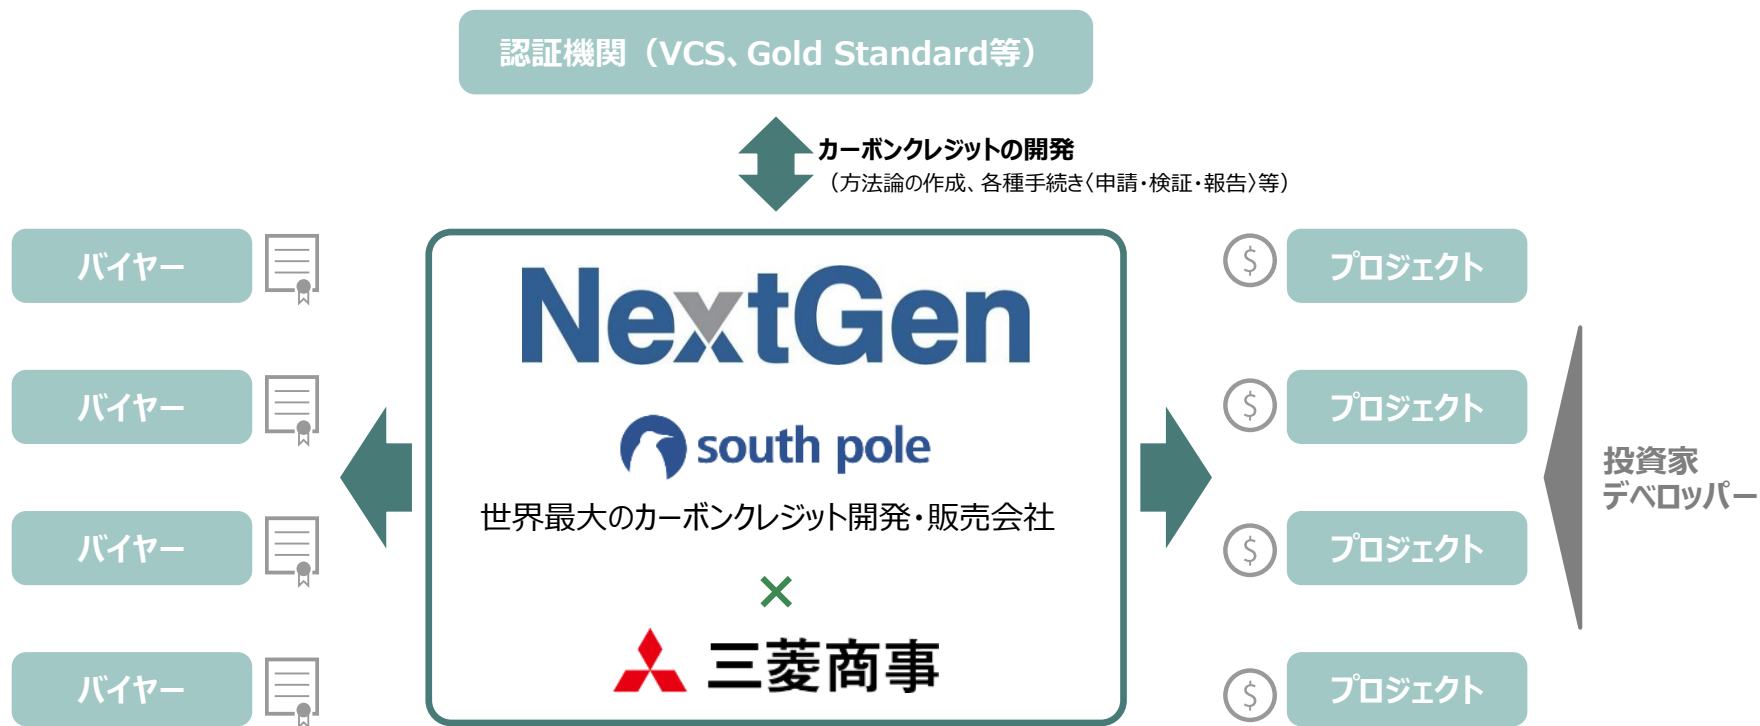 認証機関（VCS、Gold Standard等）
カーボンクレジットの開発
（方法論の作成、各種手続き〈申請・検証・報告〉等）
バイヤー
バイヤー
バイヤー
バイヤー
NextGen
south pole
世界最大のカーボンクレジット開発・販売会社
×
三菱商事
$
プロジェクト
$
プロジェクト
$
プロジェクト
$
プロジェクト
投資家
デベロッパー